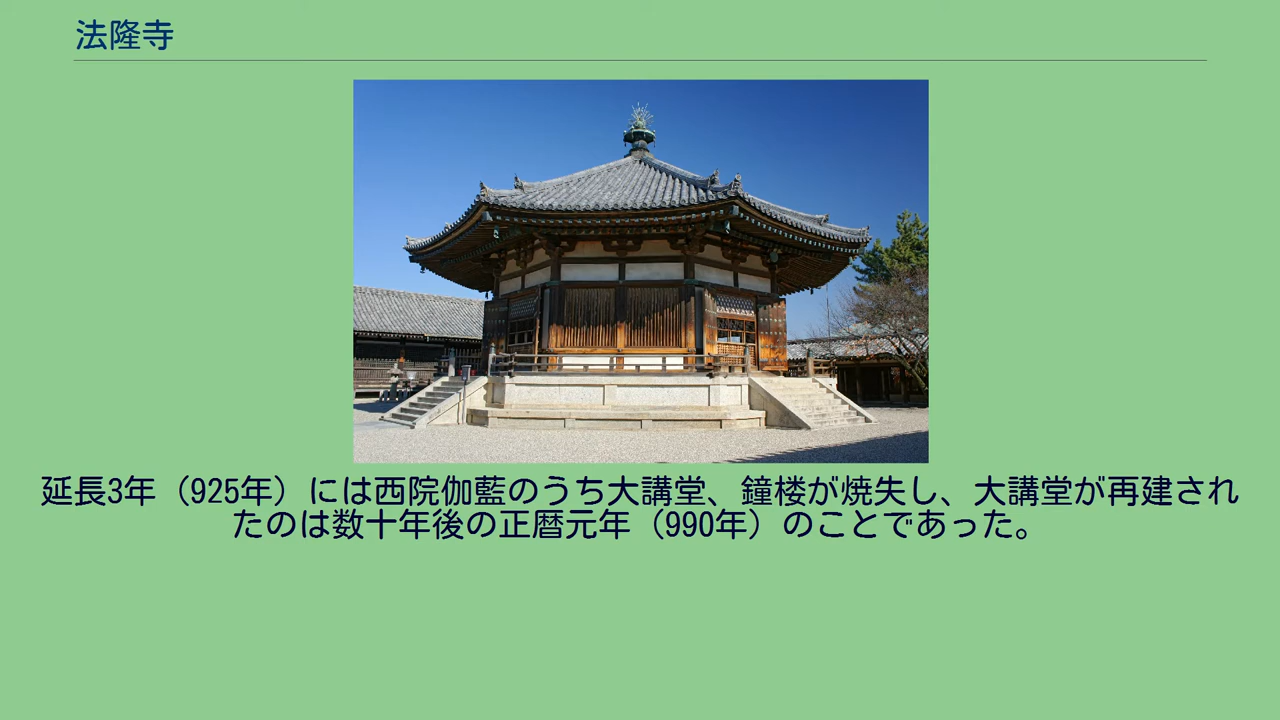 法隆寺
延長3年（925年）には西院伽藍のうち大講堂、鐘楼が焼失し、大講堂が再建され
たのは数十年後の正暦元年（990年）のことであった。